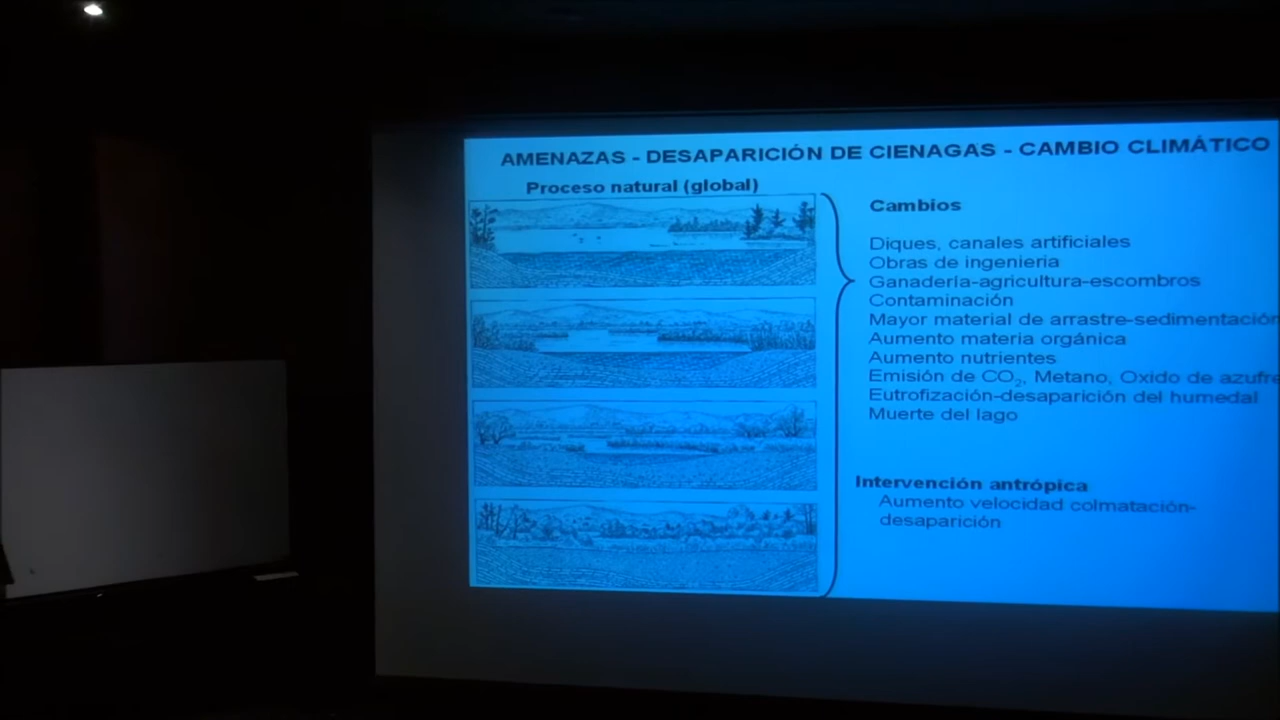 AMENAZAS - DESAPARICIÓN DE CIENAGAS - CAMBIO CLIMÁTICO
Proceso natural (global)
Cambios
Diques, canales artificiales
Obras de ingenieria
Ganadería-agricultura-escombros
Contaminación
Mayor material de arrastre-sedimentación
Aumento materia orgánica
Aumento nutrientes
Emisión de CO2, Metano, Oxido de azufre
Eutrofización-desaparición del humedal
Muerte del lago
Intervención antrópica
Aumento velocidad colmatación-
desaparición